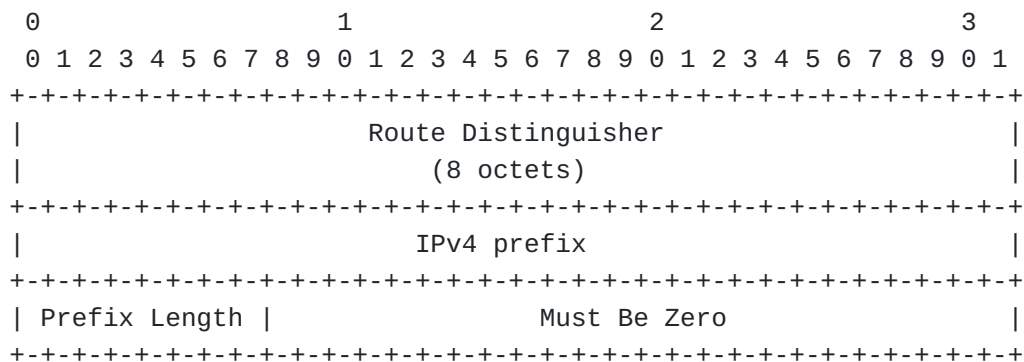 0                   1                   2                   3
 0 1 2 3 4 5 6 7 8 9 0 1 2 3 4 5 6 7 8 9 0 1 2 3 4 5 6 7 8 9 0 1
+-+-+-+-+-+-+-+-+-+-+-+-+-+-+-+-+-+-+-+-+-+-+-+-+-+-+-+-+-+-+-+-+
|                      Route Distinguisher                      |
|                          (8 octets)                           |
+-+-+-+-+-+-+-+-+-+-+-+-+-+-+-+-+-+-+-+-+-+-+-+-+-+-+-+-+-+-+-+-+
|                         IPv4 prefix                           |
+-+-+-+-+-+-+-+-+-+-+-+-+-+-+-+-+-+-+-+-+-+-+-+-+-+-+-+-+-+-+-+-+
| Prefix Length |                 Must Be Zero                  |
+-+-+-+-+-+-+-+-+-+-+-+-+-+-+-+-+-+-+-+-+-+-+-+-+-+-+-+-+-+-+-+-+